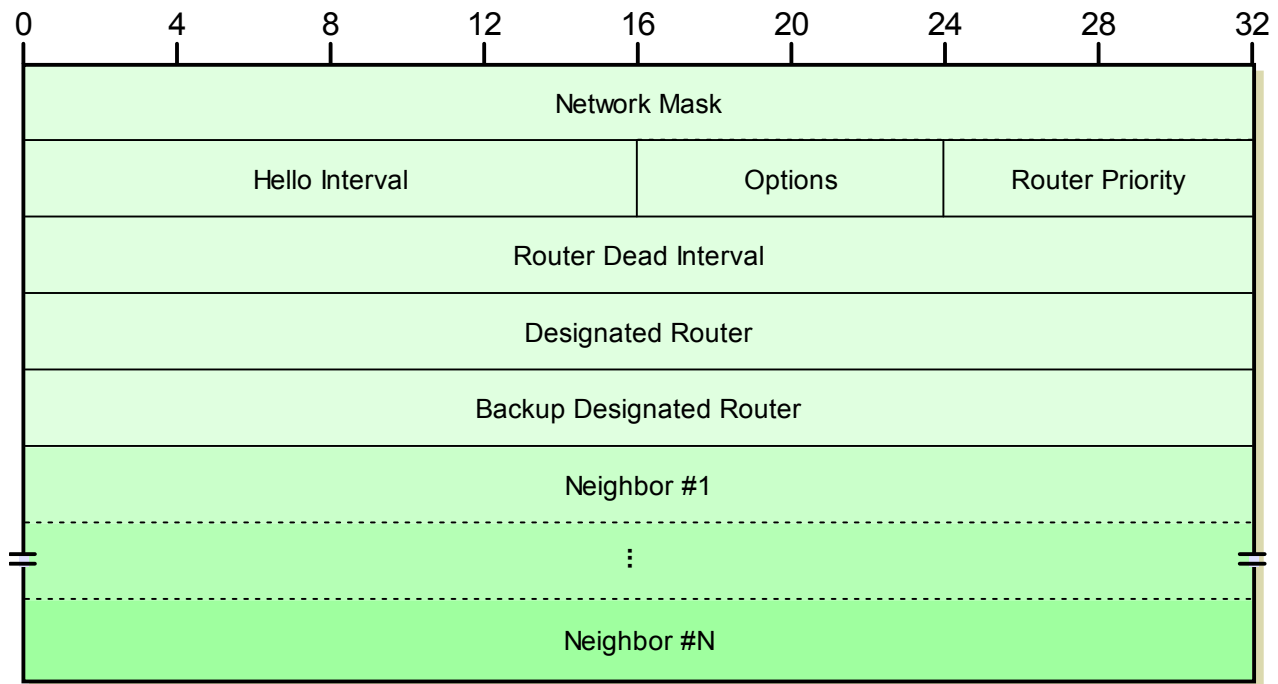 0 4 8 12 16 20 24 28 32
Network Mask
Hello Interval Options Router Priority
Router Dead Interval
Designated Router
Backup Designated Router
Neighbor #1
⋮
Neighbor #N